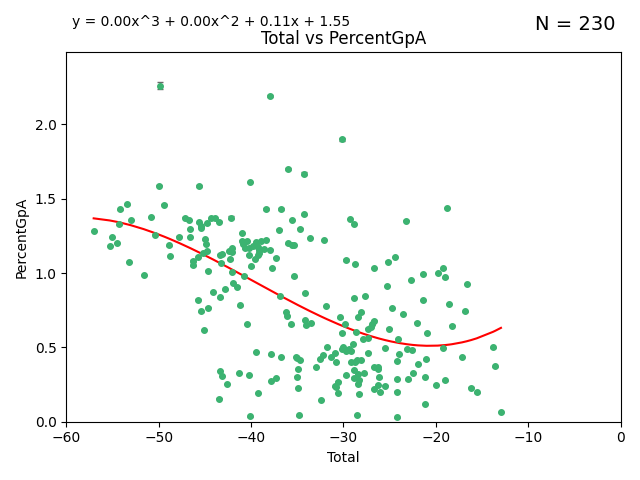 y = 0.00x^3 + 0.00x^2 + 0.11x + 1.55
N = 230
Total vs PercentGpA
PercentGpA
2.0
1.5
1.0
0.5
0.0
−60
−50
−40
−30
−20
−10
0
Total